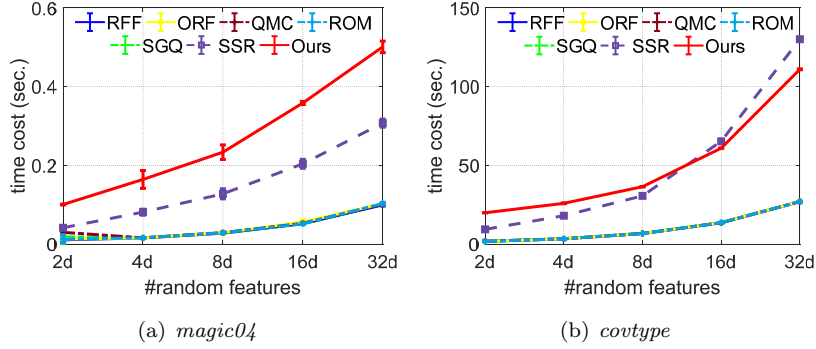 0.6
RFF ORF QMC ROM
SGQ SSR Ours
0.4
0.2
0
time cost (sec.)
2d 4d 8d 16d 32d
#random features
(a) magic04
150
RFF ORF QMC ROM
SGQ SSR Ours
100
50
0
time cost (sec.)
2d 4d 8d 16d 32d
#random features
(b) covtype